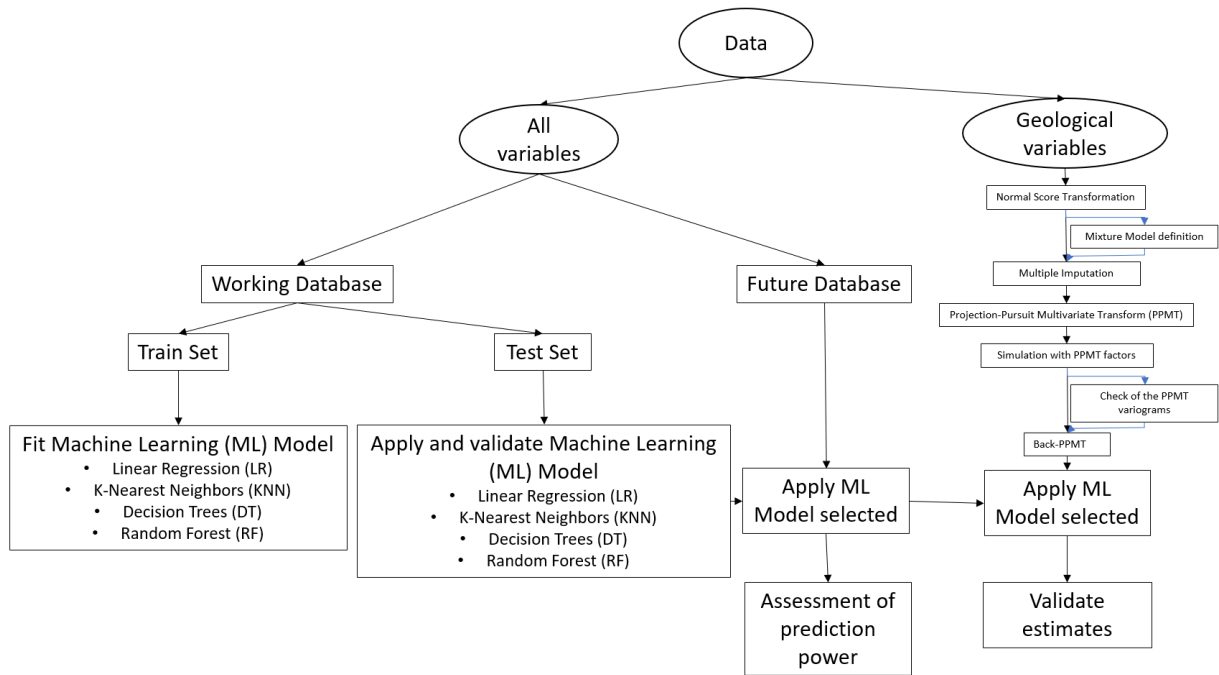 Data
All
variables
Geological
variables
Normal Score Transformation
Mixture Model definition
Multiple Imputation
Projection-Pursuit Multivariate Transform (PPMT)
Simulation with PPMT factors
Check of the PPMT
variograms
Back-PPMT
Working Database
Future Database
Train Set
Test Set
Fit Machine Learning (ML) Model
• Linear Regression (LR)
• K-Nearest Neighbors (KNN)
• Decision Trees (DT)
• Random Forest (RF)
Apply and validate Machine Learning
(ML) Model
• Linear Regression (LR)
• K-Nearest Neighbors (KNN)
• Decision Trees (DT)
• Random Forest (RF)
Apply ML
Model selected
Apply ML
Model selected
Assessment of
prediction
power
Validate
estimates